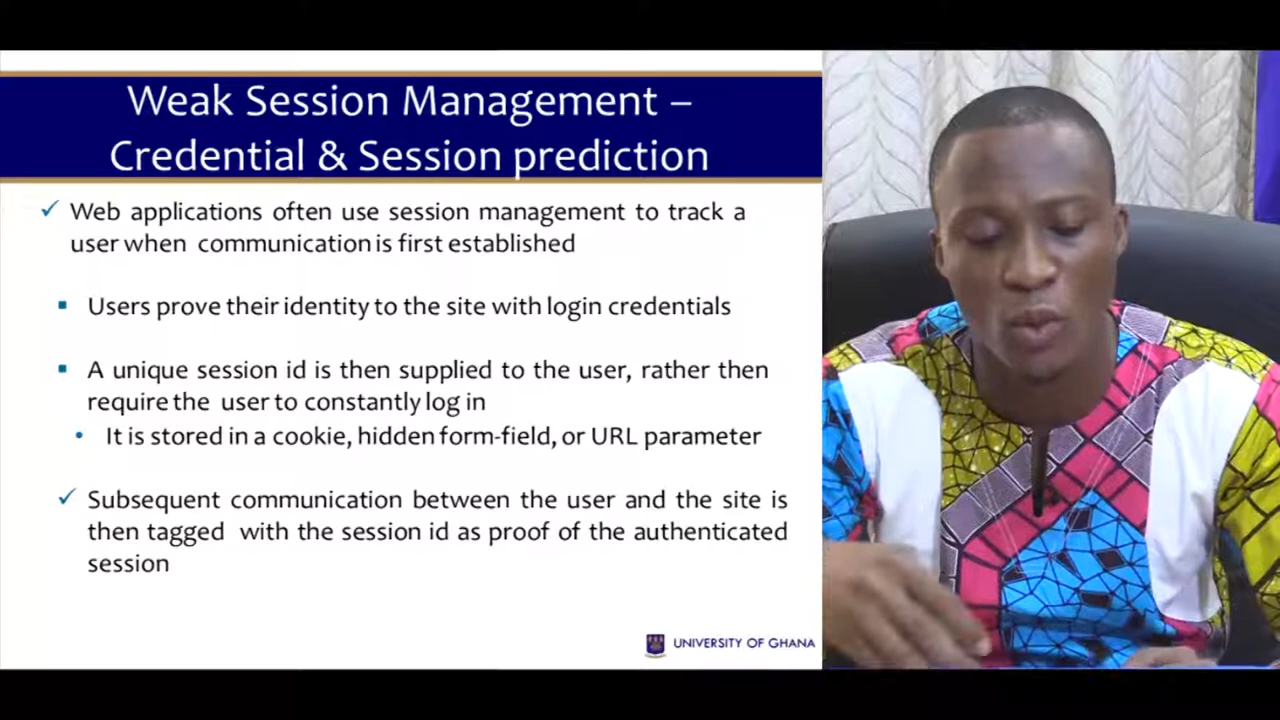 Weak Session Management –
Credential & Session prediction
✓ Web applications often use session management to track a
user when communication is first established
▪ Users prove their identity to the site with login credentials
▪ A unique session id is then supplied to the user, rather then
require the user to constantly log in
• It is stored in a cookie, hidden form-field, or URL parameter
✓ Subsequent communication between the user and the site is
then tagged with the session id as proof of the authenticated
session
UNIVERSITY OF GHANA